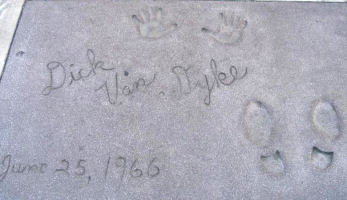 Dick
Van Dyke
June 25, 1966